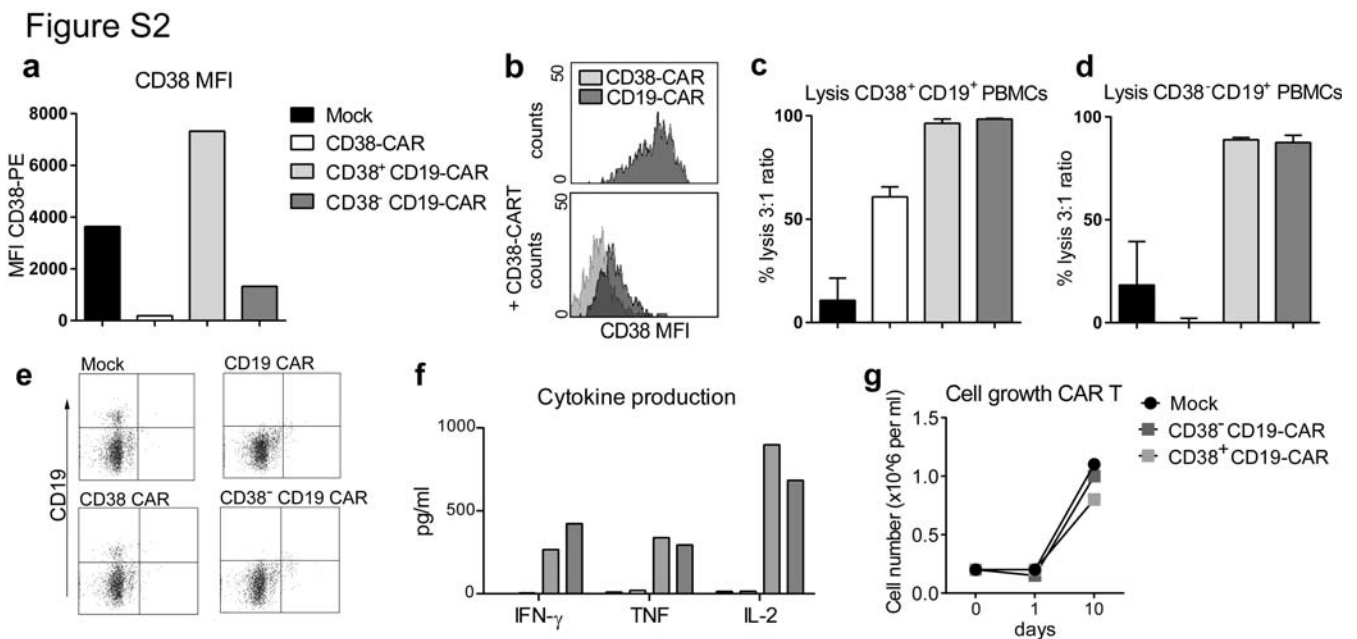 Figure S2
a
CD38 MFI
MFI CD38-PE
8000
6000
4000
2000
0
Mock
CD38-CAR
CD38⁺ CD19-CAR
CD38⁻ CD19-CAR
b
50
counts
0
CD38-CAR
CD19-CAR
50
+ CD38-CART
counts
0
CD38 MFI
c
Lysis CD38⁺ CD19⁺ PBMCs
% lysis 3:1 ratio
100
50
0
d
Lysis CD38⁻CD19⁺ PBMCs
% lysis 3:1 ratio
100
50
0
e
Mock
CD19 CAR
CD38 CAR
CD38⁻ CD19 CAR
CD19
f
Cytokine production
pg/ml
1000
500
0
IFN-γ
TNF
IL-2
g
Cell growth CAR T
Cell number (x10^6 per ml)
1.5
1.0
0.5
0.0
0
1
10
days
Mock
CD38⁻ CD19-CAR
CD38⁺ CD19-CAR